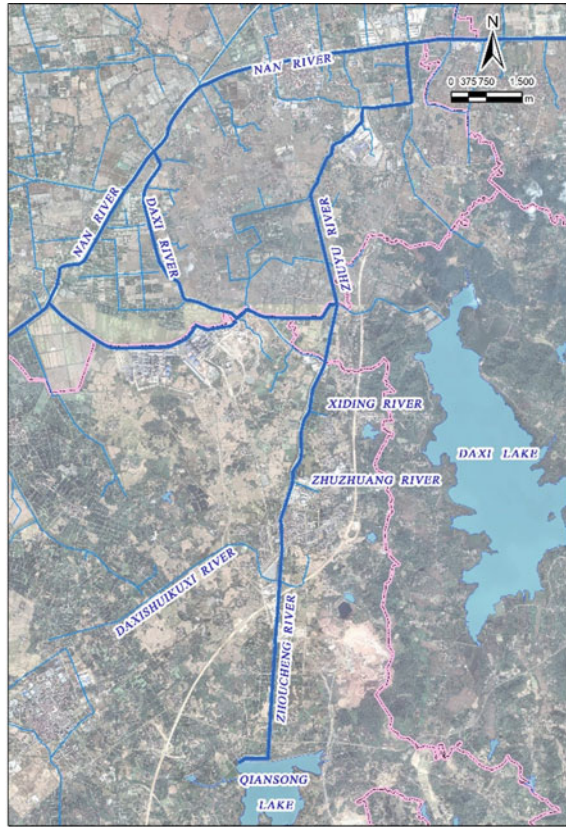 N
0 375 750 1,500
m
NAN RIVER
NAN RIVER
DAXI RIVER
ZHUYU RIVER
XIDING RIVER
DAXI LAKE
ZHUZHUANG RIVER
DAXISHUIKUXI RIVER
ZHOUCHENG RIVER
QIANSONG
LAKE